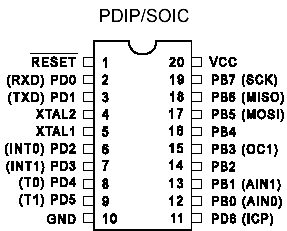 PDIP/SOIC
RESET 1 20 VCC
(RXD) PD0 2 19 PB7 (SCK)
(TXD) PD1 3 18 PB6 (MISO)
XTAL2 4 17 PB5 (MOSI)
XTAL1 5 16 PB4
(INT0) PD2 6 15 PB3 (OC1)
(INT1) PD3 7 14 PB2
(T0) PD4 8 13 PB1 (AIN1)
(T1) PD5 9 12 PB0 (AIN0)
GND 10 11 PD6 (ICP)